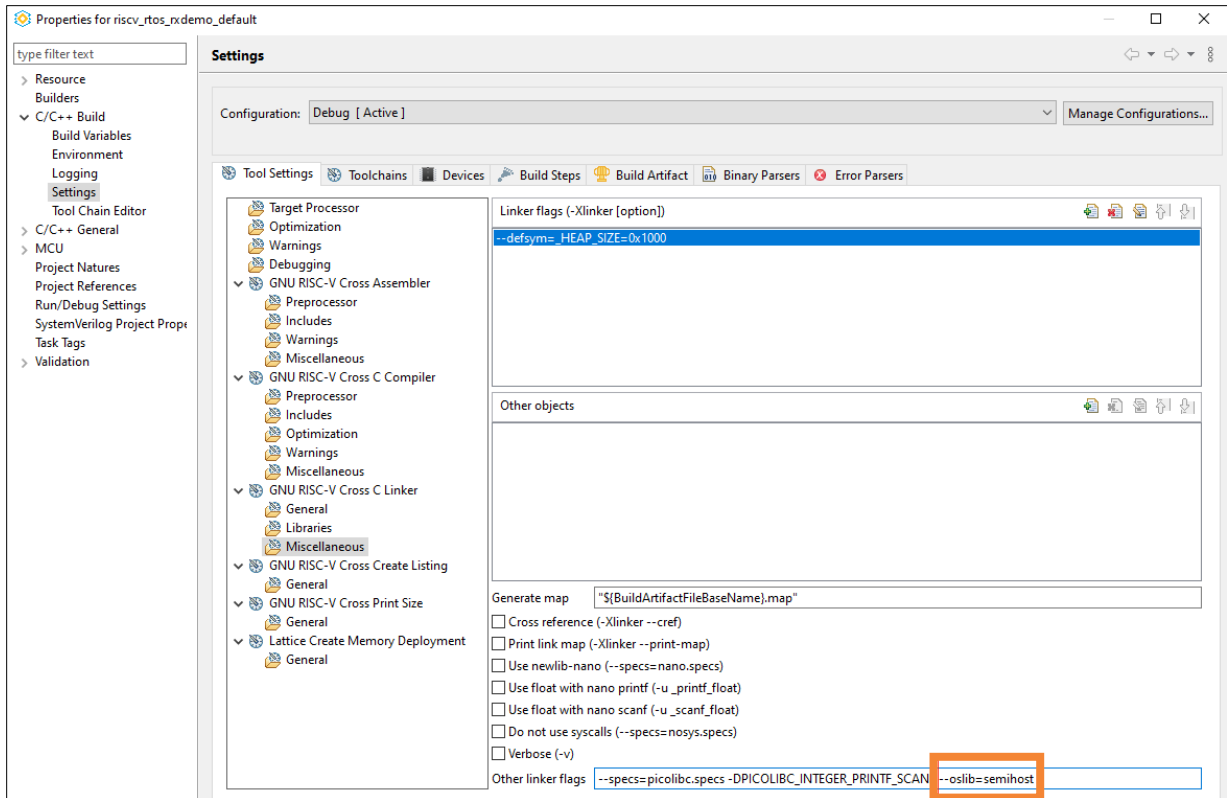 Properties for riscv_rtos_rxdemo_default
type filter text
Resource
Builders
C/C++ Build
Build Variables
Environment
Logging
Settings
Tool Chain Editor
C/C++ General
MCU
Project Natures
Project References
Run/Debug Settings
SystemVerilog Project Prope
Task Tags
Validation
Settings
Configuration: Debug [ Active ]
Manage Configurations...
Tool Settings Toolchains Devices Build Steps Build Artifact Binary Parsers Error Parsers
Target Processor
Optimization
Warnings
Debugging
GNU RISC-V Cross Assembler
Preprocessor
Includes
Warnings
Miscellaneous
GNU RISC-V Cross C Compiler
Preprocessor
Includes
Optimization
Warnings
Miscellaneous
GNU RISC-V Cross C Linker
General
Libraries
Miscellaneous
GNU RISC-V Cross Create Listing
General
GNU RISC-V Cross Print Size
General
Lattice Create Memory Deployment
General
Linker flags (-Xlinker [option])
--defsym=_HEAP_SIZE=0x1000
Other objects
Generate map "${BuildArtifactFileBaseName}.map"
Cross reference (-Xlinker --cref)
Print link map (-Xlinker --print-map)
Use newlib-nano (--specs=nano.specs)
Use float with nano printf (-u _printf_float)
Use float with nano scanf (-u _scanf_float)
Do not use syscalls (--specs=nosys.specs)
Verbose (-v)
Other linker flags --specs=picolibc.specs -DPICOLIBC_INTEGER_PRINTF_SCAN --oslib=semihost